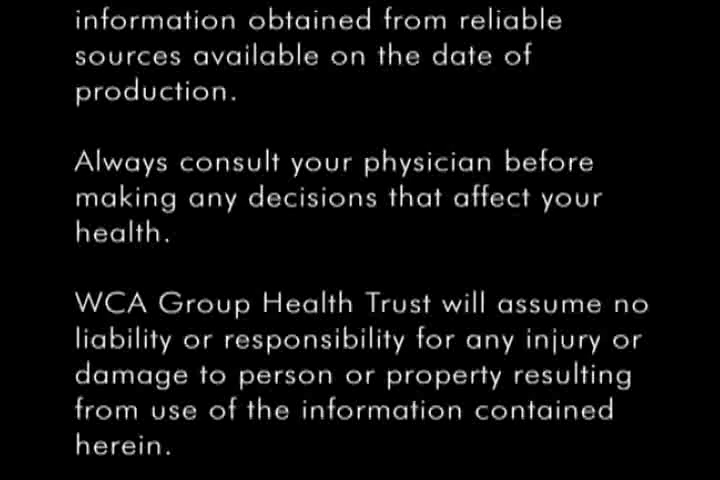 information obtained from reliable
sources available on the date of
production.
Always consult your physician before
making any decisions that affect your
health.
WCA Group Health Trust will assume no
liability or responsibility for any injury or
damage to person or property resulting
from use of the information contained
herein.